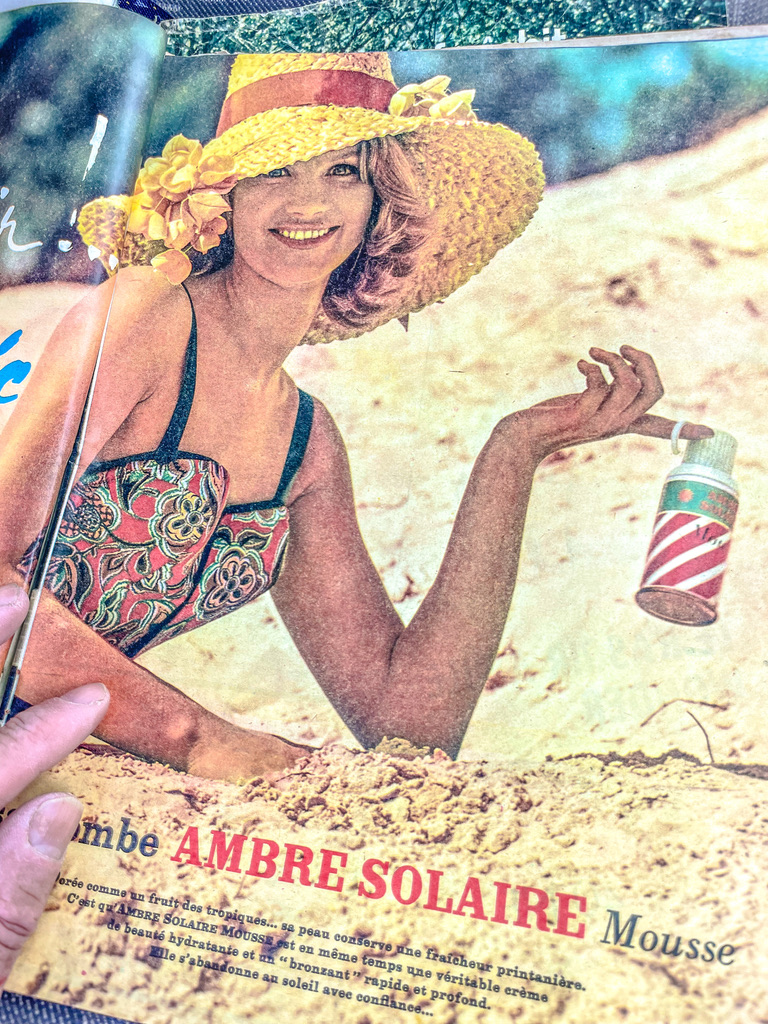 ! 
ombe AMBRE SOLAIRE Mousse
orée comme un fruit des tropiques... sa peau conserve une fraîcheur printanière.
C'est qu'AMBRE SOLAIRE MOUSSE est en même temps une véritable crème
de beauté hydratante et un "bronzant" rapide et profond.
Elle s'abandonne au soleil avec confiance...